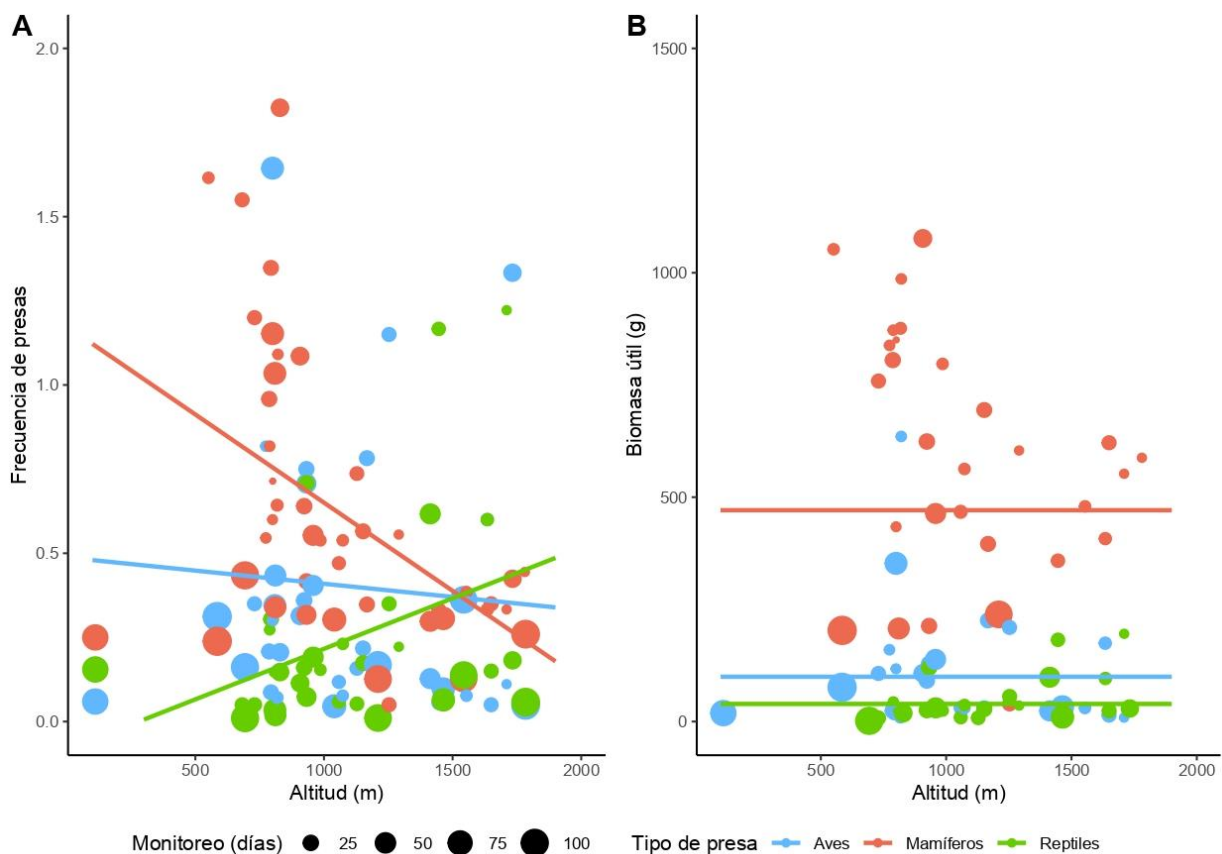 A
B
2.0
1.5
1.0
0.5
0.0
Frecuencia de presas
500
1000
1500
2000
Altitud (m)
1500
1000
500
0
Biomasa útil (g)
500
1000
1500
2000
Altitud (m)
Monitoreo (días) 25 50 75 100
Tipo de presa Aves Mamíferos Reptiles